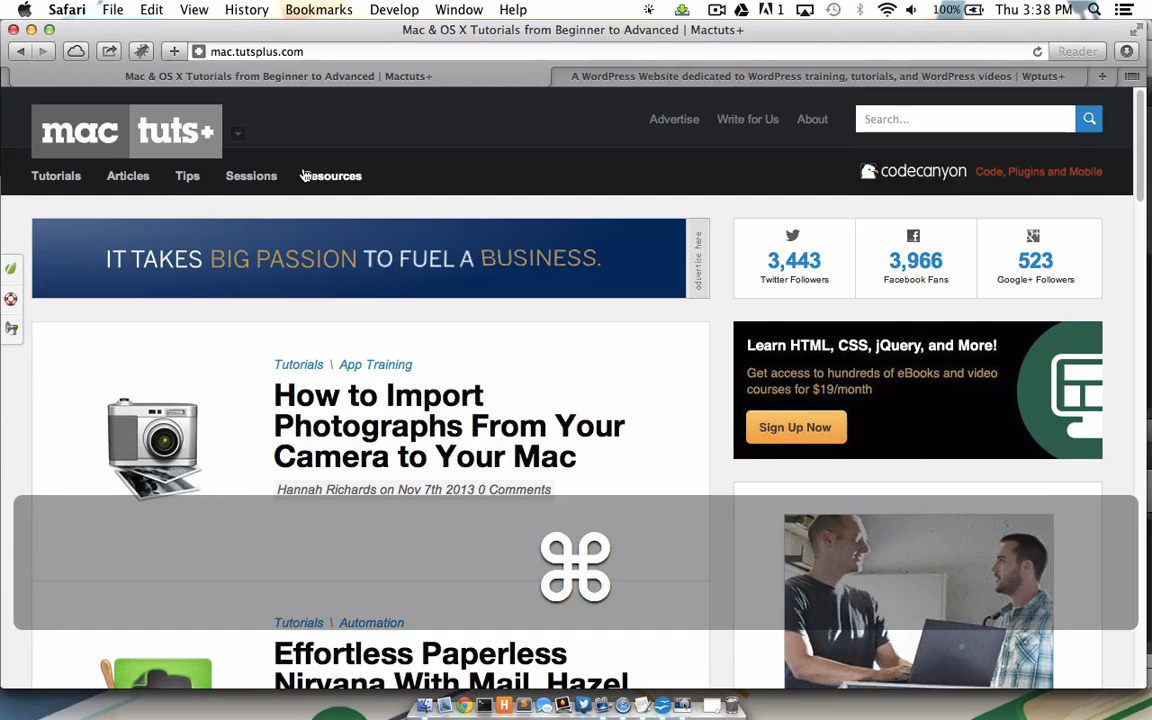 Safari File Edit View History Bookmarks Develop Window Help 1 100% Thu 3:38 PM
Mac & OS X Tutorials from Beginner to Advanced | Mactuts+
mac.tutsplus.com Reader
Mac & OS X Tutorials from Beginner to Advanced | Mactuts+ A WordPress Website dedicated to WordPress training, tutorials, and WordPress videos | Wptuts+
mac tuts+
Advertise Write for Us About Search...
Tutorials Articles Tips Sessions Resources
codecanyon Code, Plugins and Mobile
IT TAKES BIG PASSION TO FUEL A BUSINESS.
advertise here
3,443 3,966 523
Twitter Followers Facebook Fans Google+ Followers
Learn HTML, CSS, jQuery, and More!
Get access to hundreds of eBooks and video
courses for $19/month
Sign Up Now
Tutorials \ App Training
How to Import
Photographs From Your
Camera to Your Mac
Hannah Richards on Nov 7th 2013 0 Comments
⌘
Tutorials \ Automation
Effortless Paperless
Nirvana With Mail, Hazel